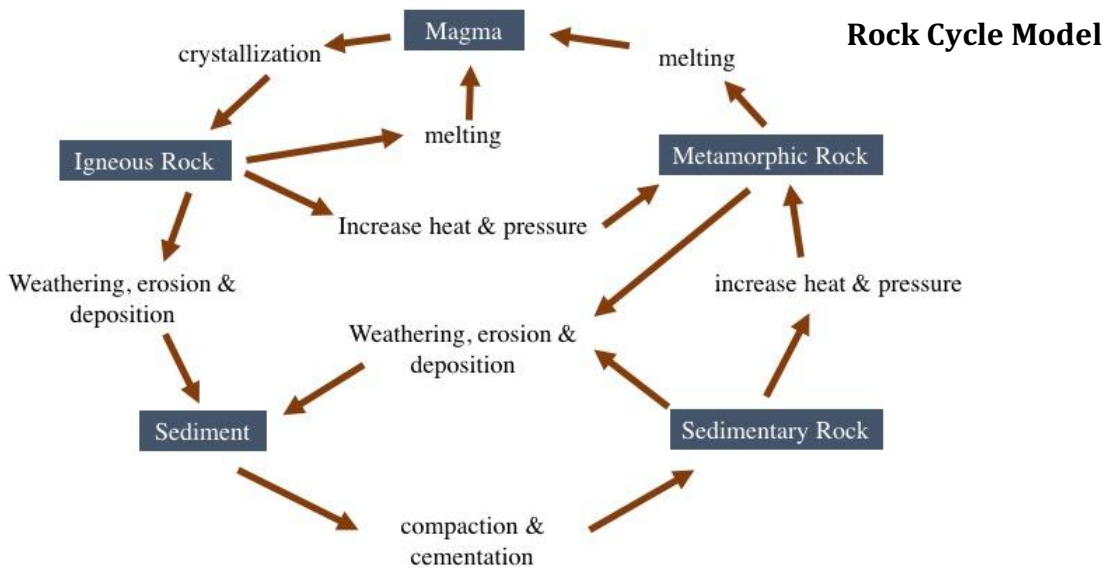 Rock Cycle Model
Magma
crystallization
melting
melting
Igneous Rock
Metamorphic Rock
Increase heat & pressure
Weathering, erosion &
deposition
increase heat & pressure
Weathering, erosion &
deposition
Sediment
Sedimentary Rock
compaction &
cementation